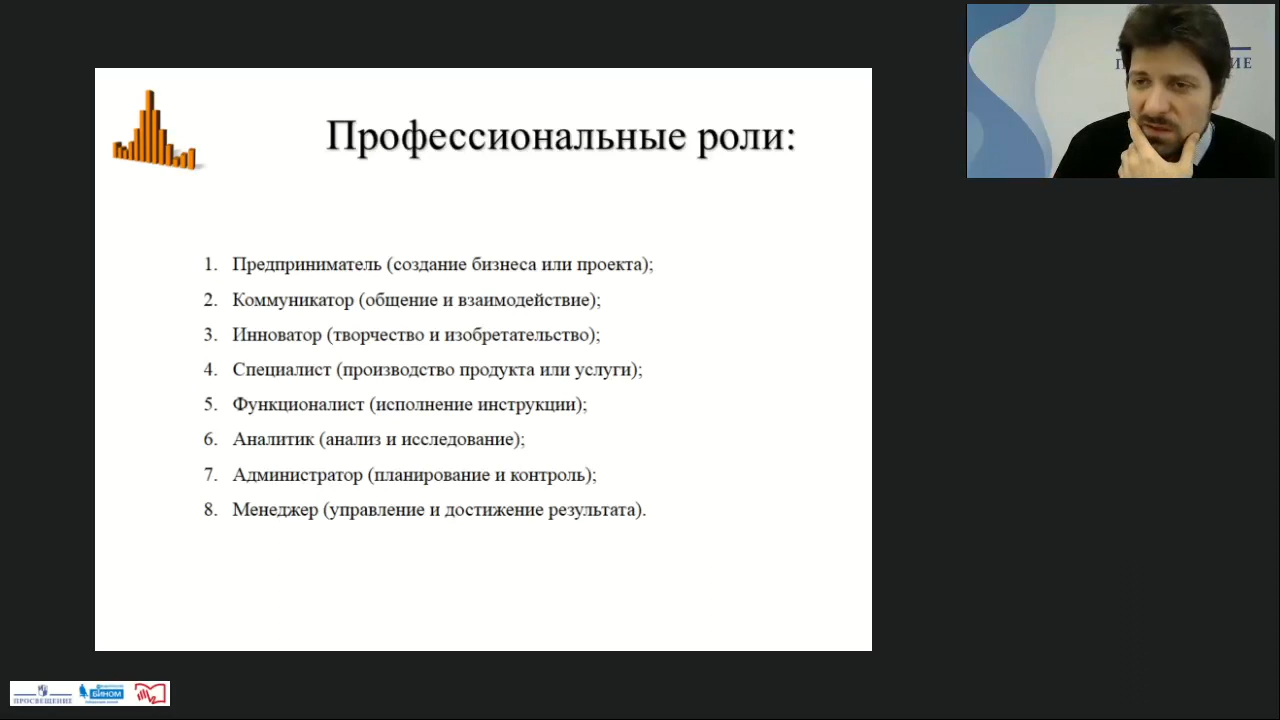 Профессиональные роли:
1. Предприниматель (создание бизнеса или проекта);
2. Коммуникатор (общение и взаимодействие);
3. Инноватор (творчество и изобретательство);
4. Специалист (производство продукта или услуги);
5. Функционалист (исполнение инструкции);
6. Аналитик (анализ и исследование);
7. Администратор (планирование и контроль);
8. Менеджер (управление и достижение результата).
П ИЕ
ПРОСВЕЩЕНИЕ
БИНОМ